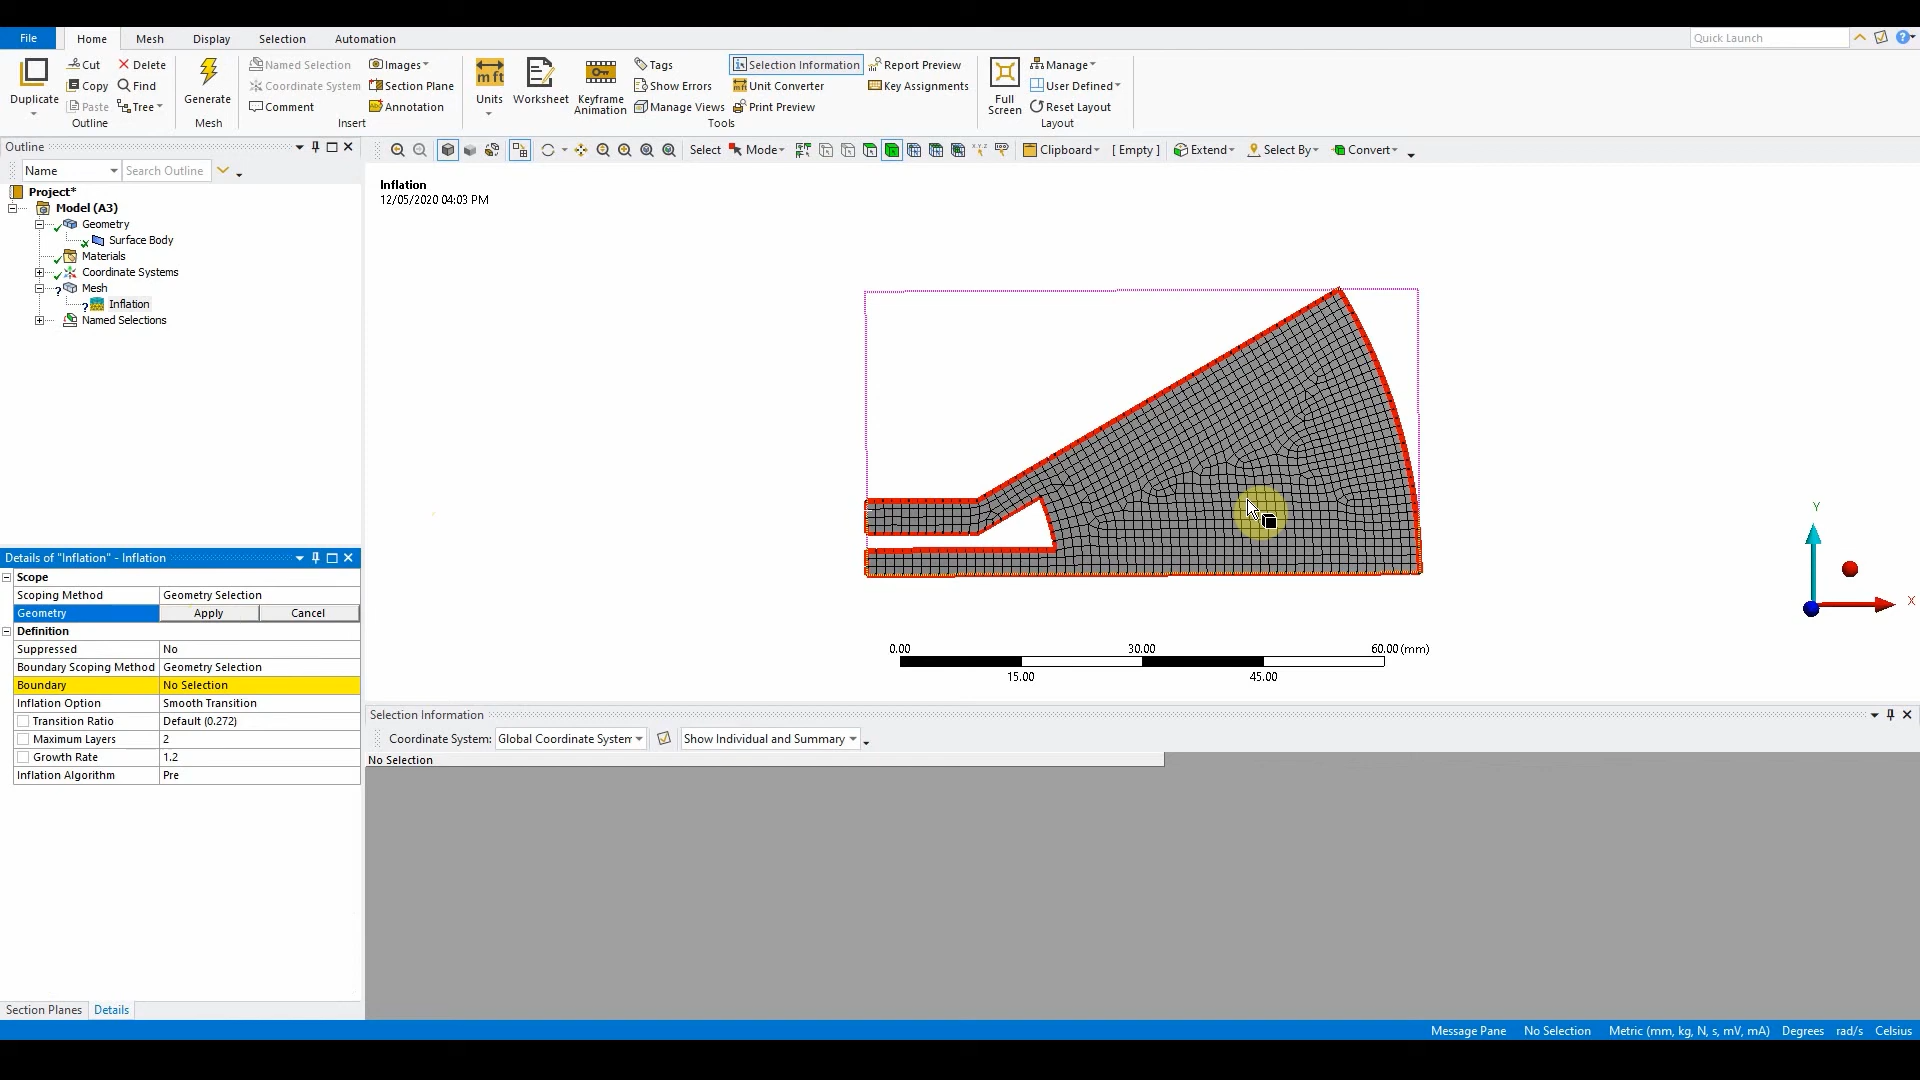 File Home Mesh Display Selection Automation Quick Launch
Duplicate Cut Copy Paste Delete Find Tree
Outline
Generate
Mesh
Named Selection Coordinate System Comment Images Section Plane Annotation
Insert
m ft Units Worksheet Keyframe Animation Tags Show Errors Manage Views Selection Information Unit Converter Print Preview Report Preview Key Assignments
Tools
Full Screen Manage User Defined Reset Layout
Layout
Outline
Name Search Outline
Select Mode Clipboard [ Empty ] Extend Select By Convert
Project*
Model (A3)
Geometry
Surface Body
Materials
Coordinate Systems
Mesh
Inflation
Named Selections
Inflation
12/05/2020 04:03 PM
Y
X
0.00 30.00 60.00 (mm)
15.00 45.00
Details of "Inflation" - Inflation
Scope
Scoping Method Geometry Selection
Geometry Apply Cancel
Definition
Suppressed No
Boundary Scoping Method Geometry Selection
Boundary No Selection
Inflation Option Smooth Transition
Transition Ratio Default (0.272)
Maximum Layers 2
Growth Rate 1.2
Inflation Algorithm Pre
Section Planes Details
Selection Information
Coordinate System: Global Coordinate System Show Individual and Summary
No Selection
Message Pane No Selection Metric (mm, kg, N, s, mV, mA) Degrees rad/s Celsius